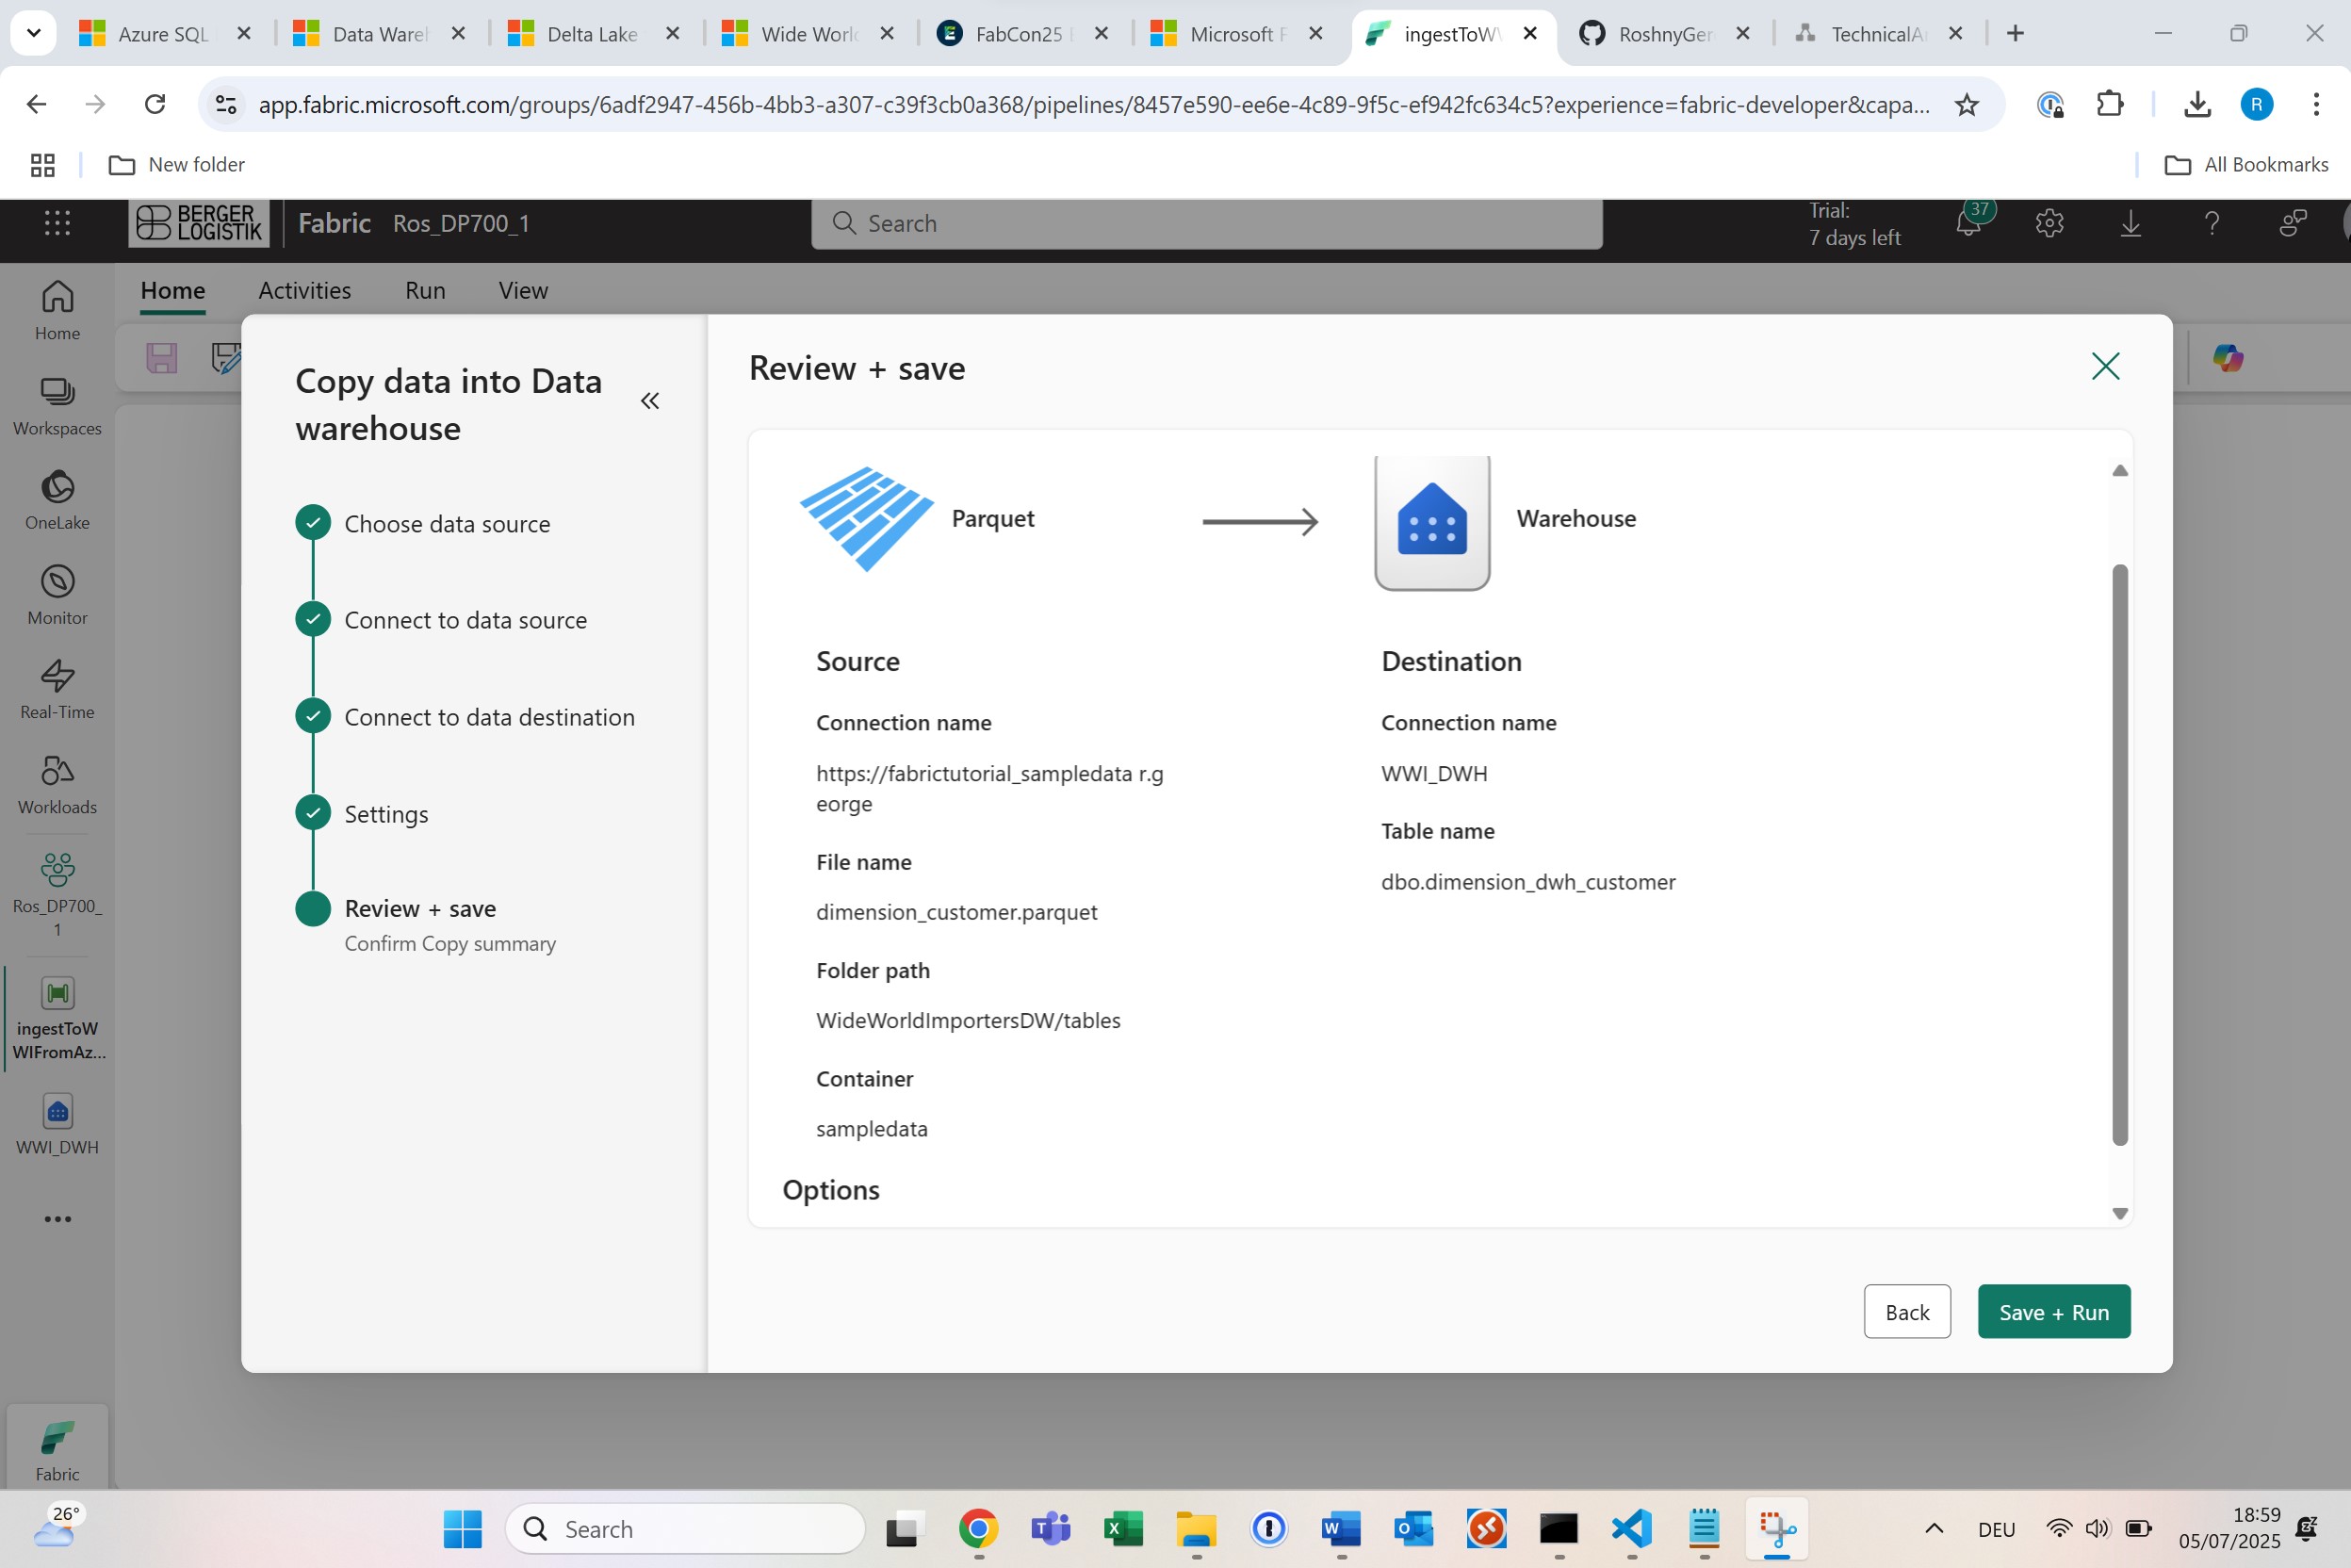 Azure SQL
Data Wareh
Delta Lake
Wide Worl
FabCon25
Microsoft F
ingestToW
RoshnyGer
TechnicalA
app.fabric.microsoft.com/groups/6adf2947-456b-4bb3-a307-c39f3cb0a368/pipelines/8457e590-ee6e-4c89-9f5c-ef942fc634c5?experience=fabric-developer&capa...
R
New folder
All Bookmarks
BERGER
LOGISTIK
Fabric
Ros_DP700_1
Search
Trial:
7 days left
37
Home
Activities
Run
View
Home
Workspaces
OneLake
Monitor
Real-Time
Workloads
Ros_DP700_
1
ingestToW
WIFromAz...
WWI_DWH
Fabric
Copy data into Data
warehouse
Choose data source
Connect to data source
Connect to data destination
Settings
Review + save
Confirm Copy summary
Review + save
Parquet
Warehouse
Source
Connection name
https://fabrictutorial_sampledata r.g
eorge
File name
dimension_customer.parquet
Folder path
WideWorldImportersDW/tables
Container
sampledata
Destination
Connection name
WWI_DWH
Table name
dbo.dimension_dwh_customer
Options
Back
Save + Run
26°
Search
DEU
18:59
05/07/2025